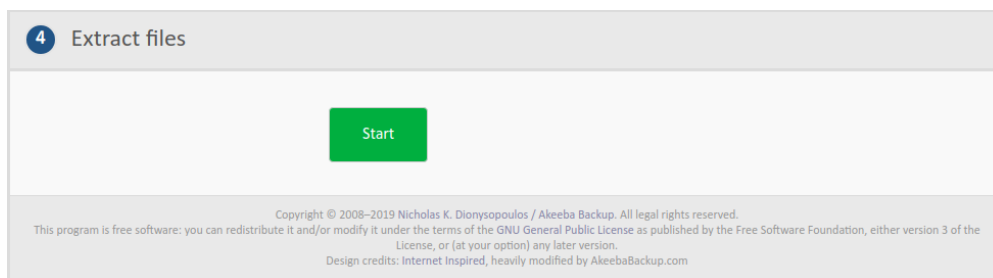 4 Extract files
Start
Copyright © 2008–2019 Nicholas K. Dionysopoulos / Akeeba Backup. All legal rights reserved.
This program is free software: you can redistribute it and/or modify it under the terms of the GNU General Public License as published by the Free Software Foundation, either version 3 of the
License, or (at your option) any later version.
Design credits: Internet Inspired, heavily modified by AkeebaBackup.com